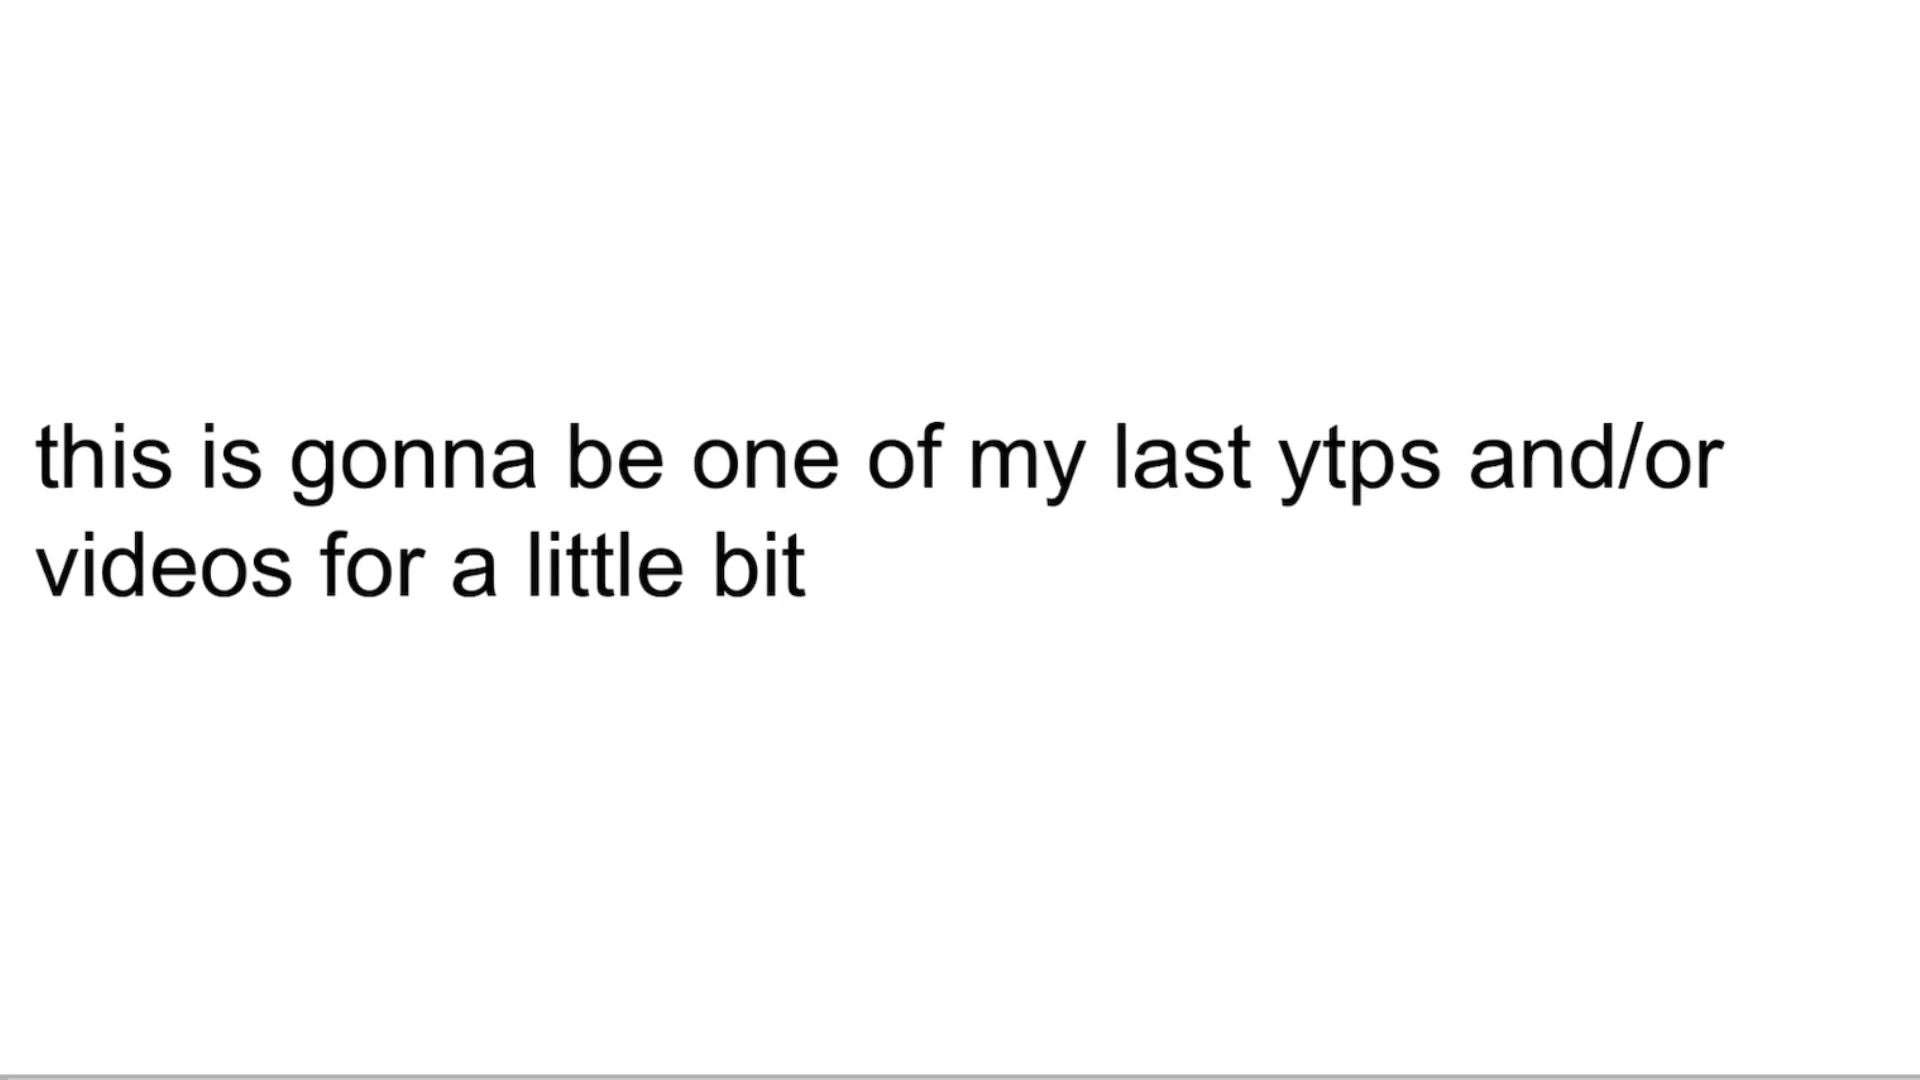 this is gonna be one of my last ytps and/or
videos for a little bit